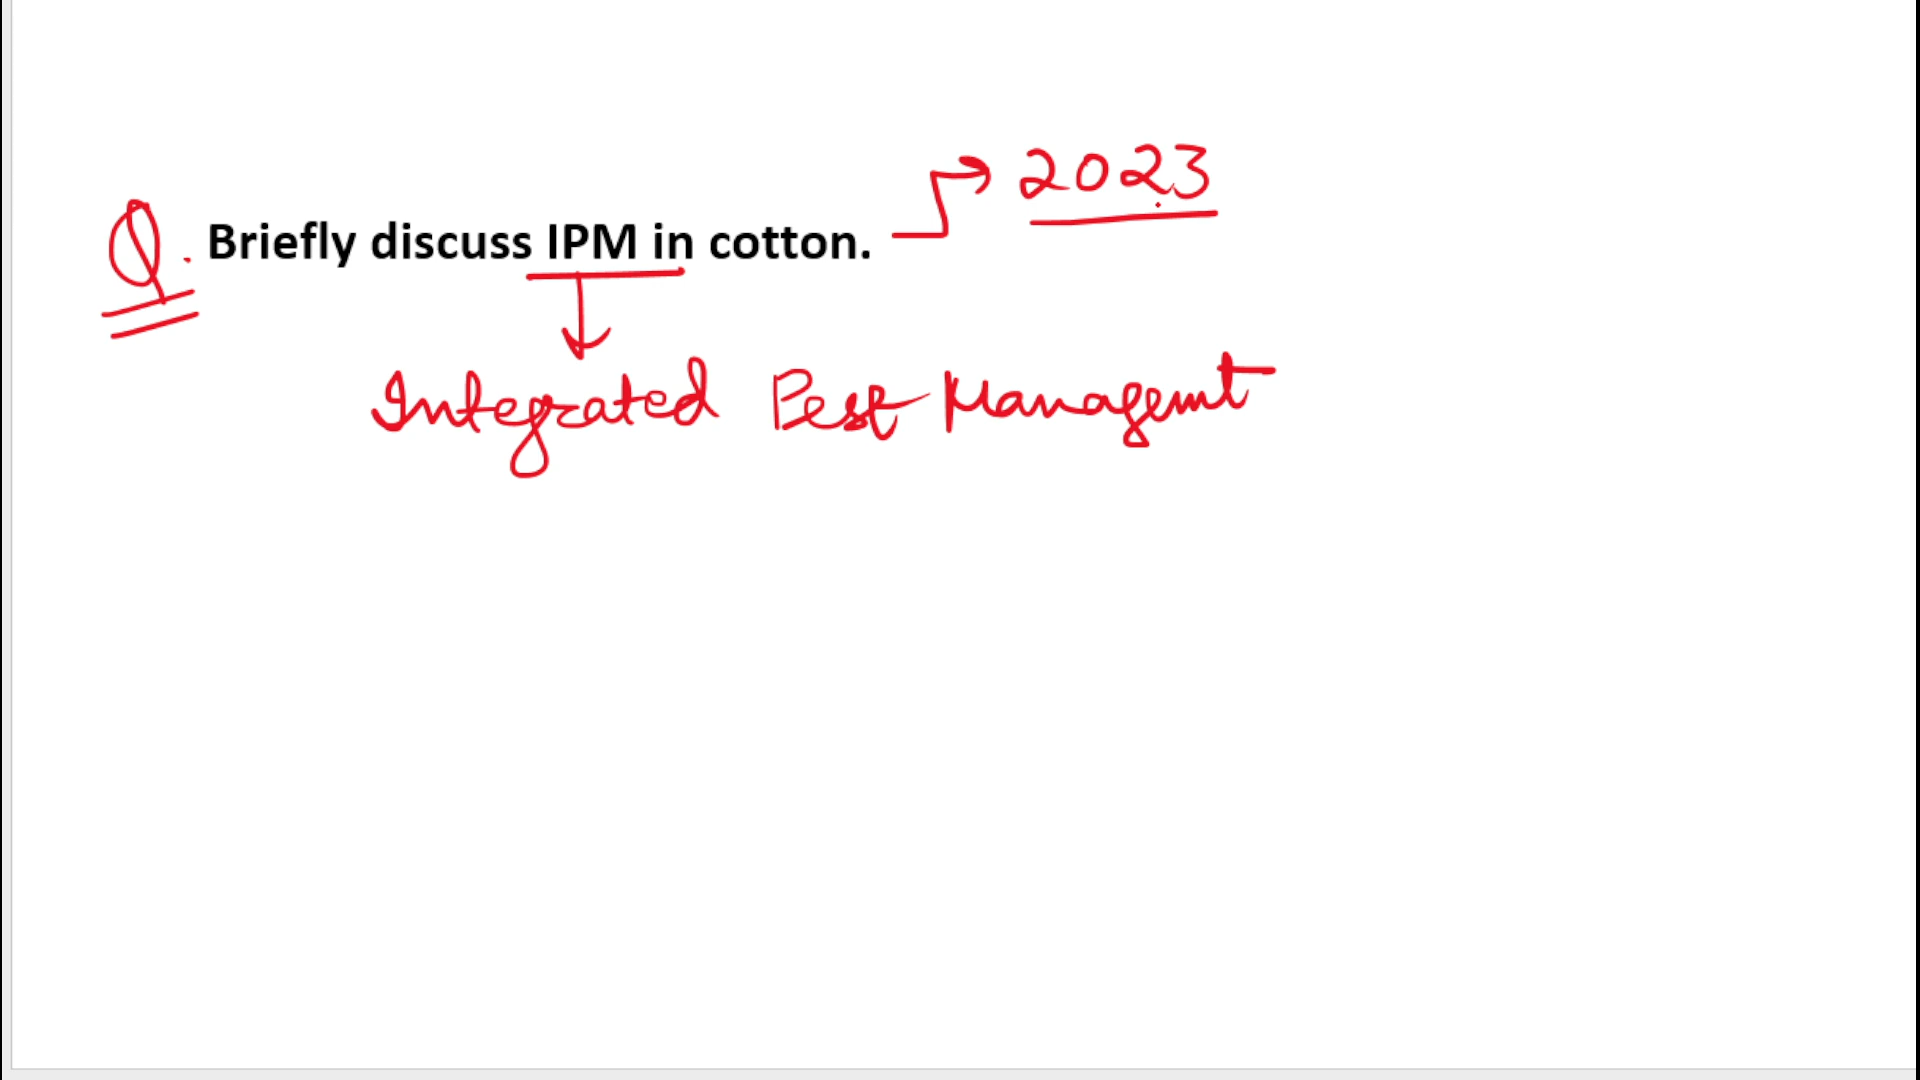 2023
Q. Briefly discuss IPM in cotton.
Integrated Pest Managemt